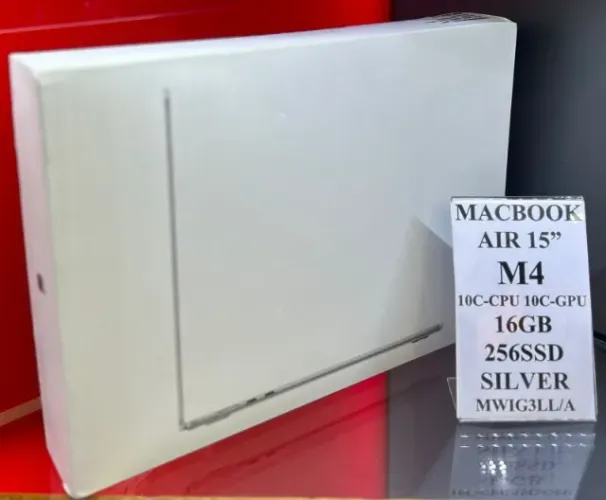 MACBOOK
AIR 15”
M4
10C-CPU 10C-GPU
16GB
256SSD
SILVER
MWIG3LL/A